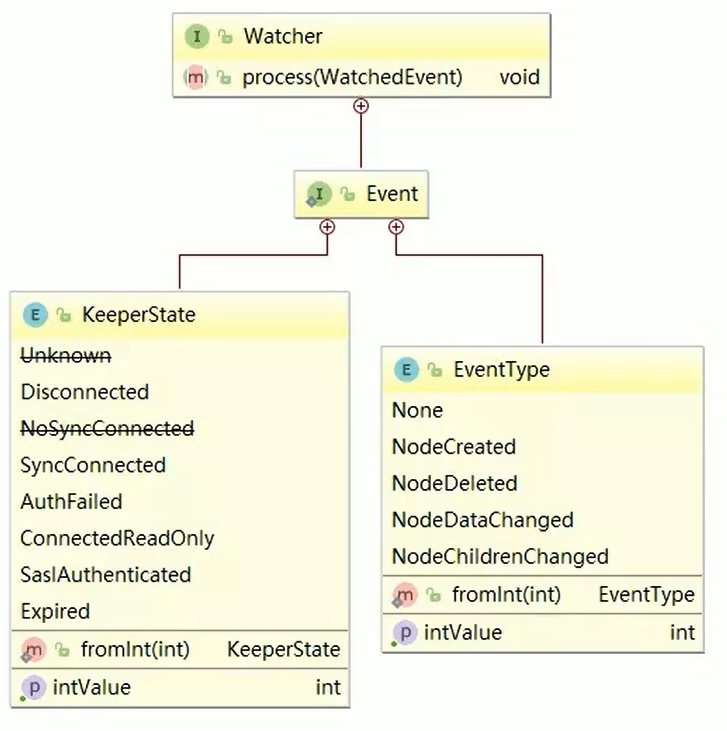 I Watcher
m process(WatchedEvent) void
I Event
E KeeperState
Unknown
Disconnected
NoSyncConnected
SyncConnected
AuthFailed
ConnectedReadOnly
SaslAuthenticated
Expired
m fromInt(int) KeeperState
p intValue int
E EventType
None
NodeCreated
NodeDeleted
NodeDataChanged
NodeChildrenChanged
m fromInt(int) EventType
p intValue int